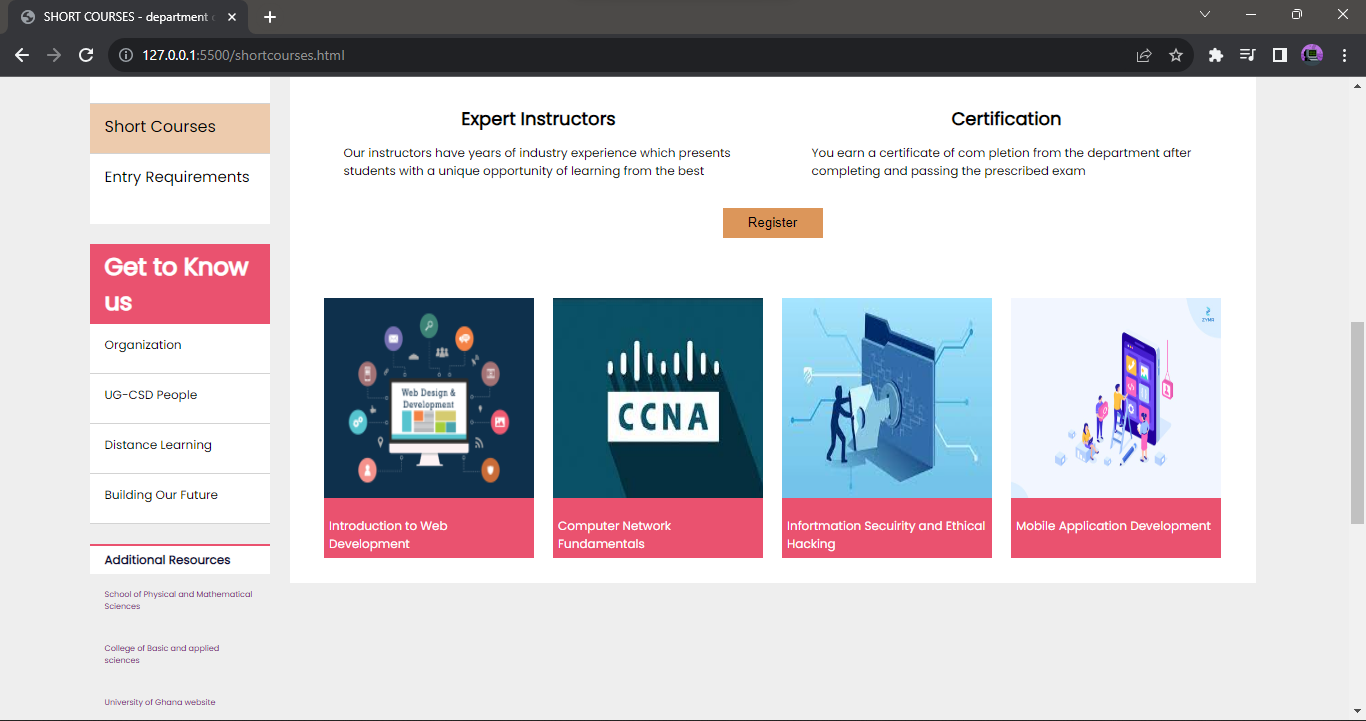 SHORT COURSES - department
127.0.0.1:5500/shortcourses.html
Short Courses
Entry Requirements
Get to Know
us
Organization
UG-CSD People
Distance Learning
Building Our Future
Additional Resources
School of Physical and Mathematical
Sciences
College of Basic and applied
sciences
University of Ghana website
Expert Instructors
Our instructors have years of industry experience which presents
students with a unique opportunity of learning from the best
Certification
You earn a certificate of com pletion from the department after
completing and passing the prescribed exam
Register
Web Design &
Development
Introduction to Web
Development
CCNA
Computer Network
Fundamentals
Infortmation Secuirity and Ethical
Hacking
ZYMR
Mobile Application Development